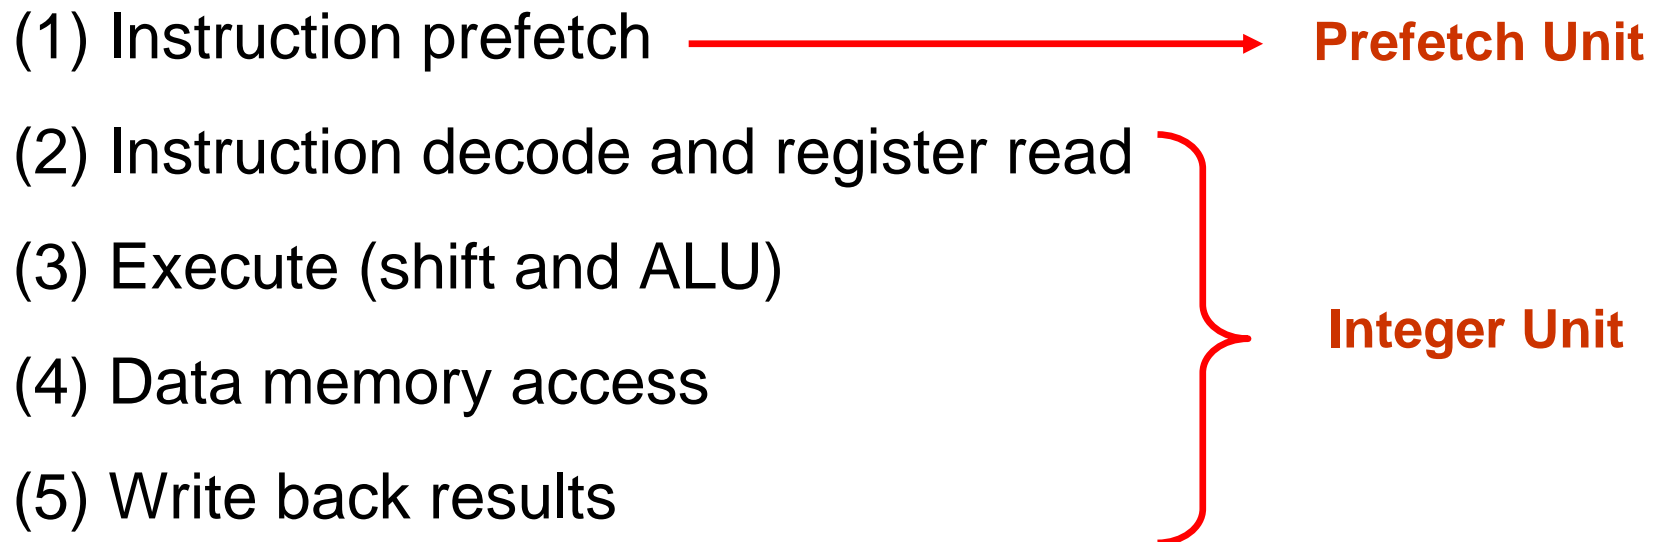 (1) Instruction prefetch Prefetch Unit
(2) Instruction decode and register read
(3) Execute (shift and ALU)
Integer Unit
(4) Data memory access
(5) Write back results